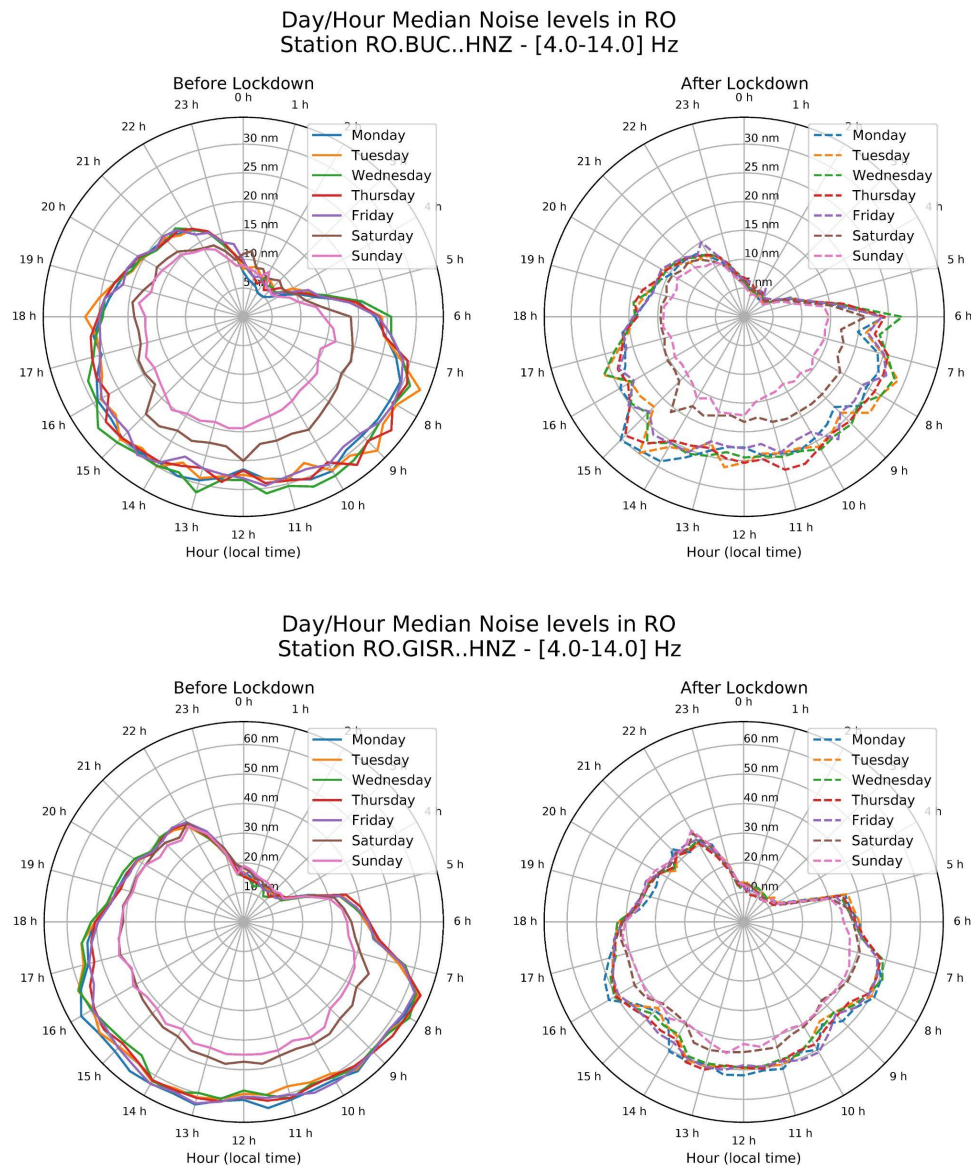 Day/Hour Median Noise levels in RO
Station RO.BUC..HNZ - [4.0-14.0] Hz
Before Lockdown
0 h
1 h
4 h
5 h
6 h
7 h
8 h
9 h
10 h
11 h
12 h
13 h
14 h
15 h
16 h
17 h
18 h
19 h
20 h
21 h
22 h
23 h
30 nm
25 nm
20 nm
15 nm
10 nm
Monday
Tuesday
Wednesday
Thursday
Friday
Saturday
Sunday
Hour (local time)
After Lockdown
0 h
1 h
4 h
5 h
6 h
7 h
8 h
9 h
10 h
11 h
12 h
13 h
14 h
15 h
16 h
17 h
18 h
19 h
20 h
21 h
22 h
23 h
30 nm
25 nm
20 nm
15 nm
10 nm
Monday
Tuesday
Wednesday
Thursday
Friday
Saturday
Sunday
Hour (local time)
Day/Hour Median Noise levels in RO
Station RO.GISR..HNZ - [4.0-14.0] Hz
Before Lockdown
0 h
1 h
4 h
5 h
6 h
7 h
8 h
9 h
10 h
11 h
12 h
13 h
14 h
15 h
16 h
17 h
18 h
19 h
20 h
21 h
22 h
23 h
60 nm
50 nm
40 nm
30 nm
20 nm
10 nm
Monday
Tuesday
Wednesday
Thursday
Friday
Saturday
Sunday
Hour (local time)
After Lockdown
0 h
1 h
4 h
5 h
6 h
7 h
8 h
9 h
10 h
11 h
12 h
13 h
14 h
15 h
16 h
17 h
18 h
19 h
20 h
21 h
22 h
23 h
60 nm
50 nm
40 nm
30 nm
20 nm
10 nm
Monday
Tuesday
Wednesday
Thursday
Friday
Saturday
Sunday
Hour (local time)